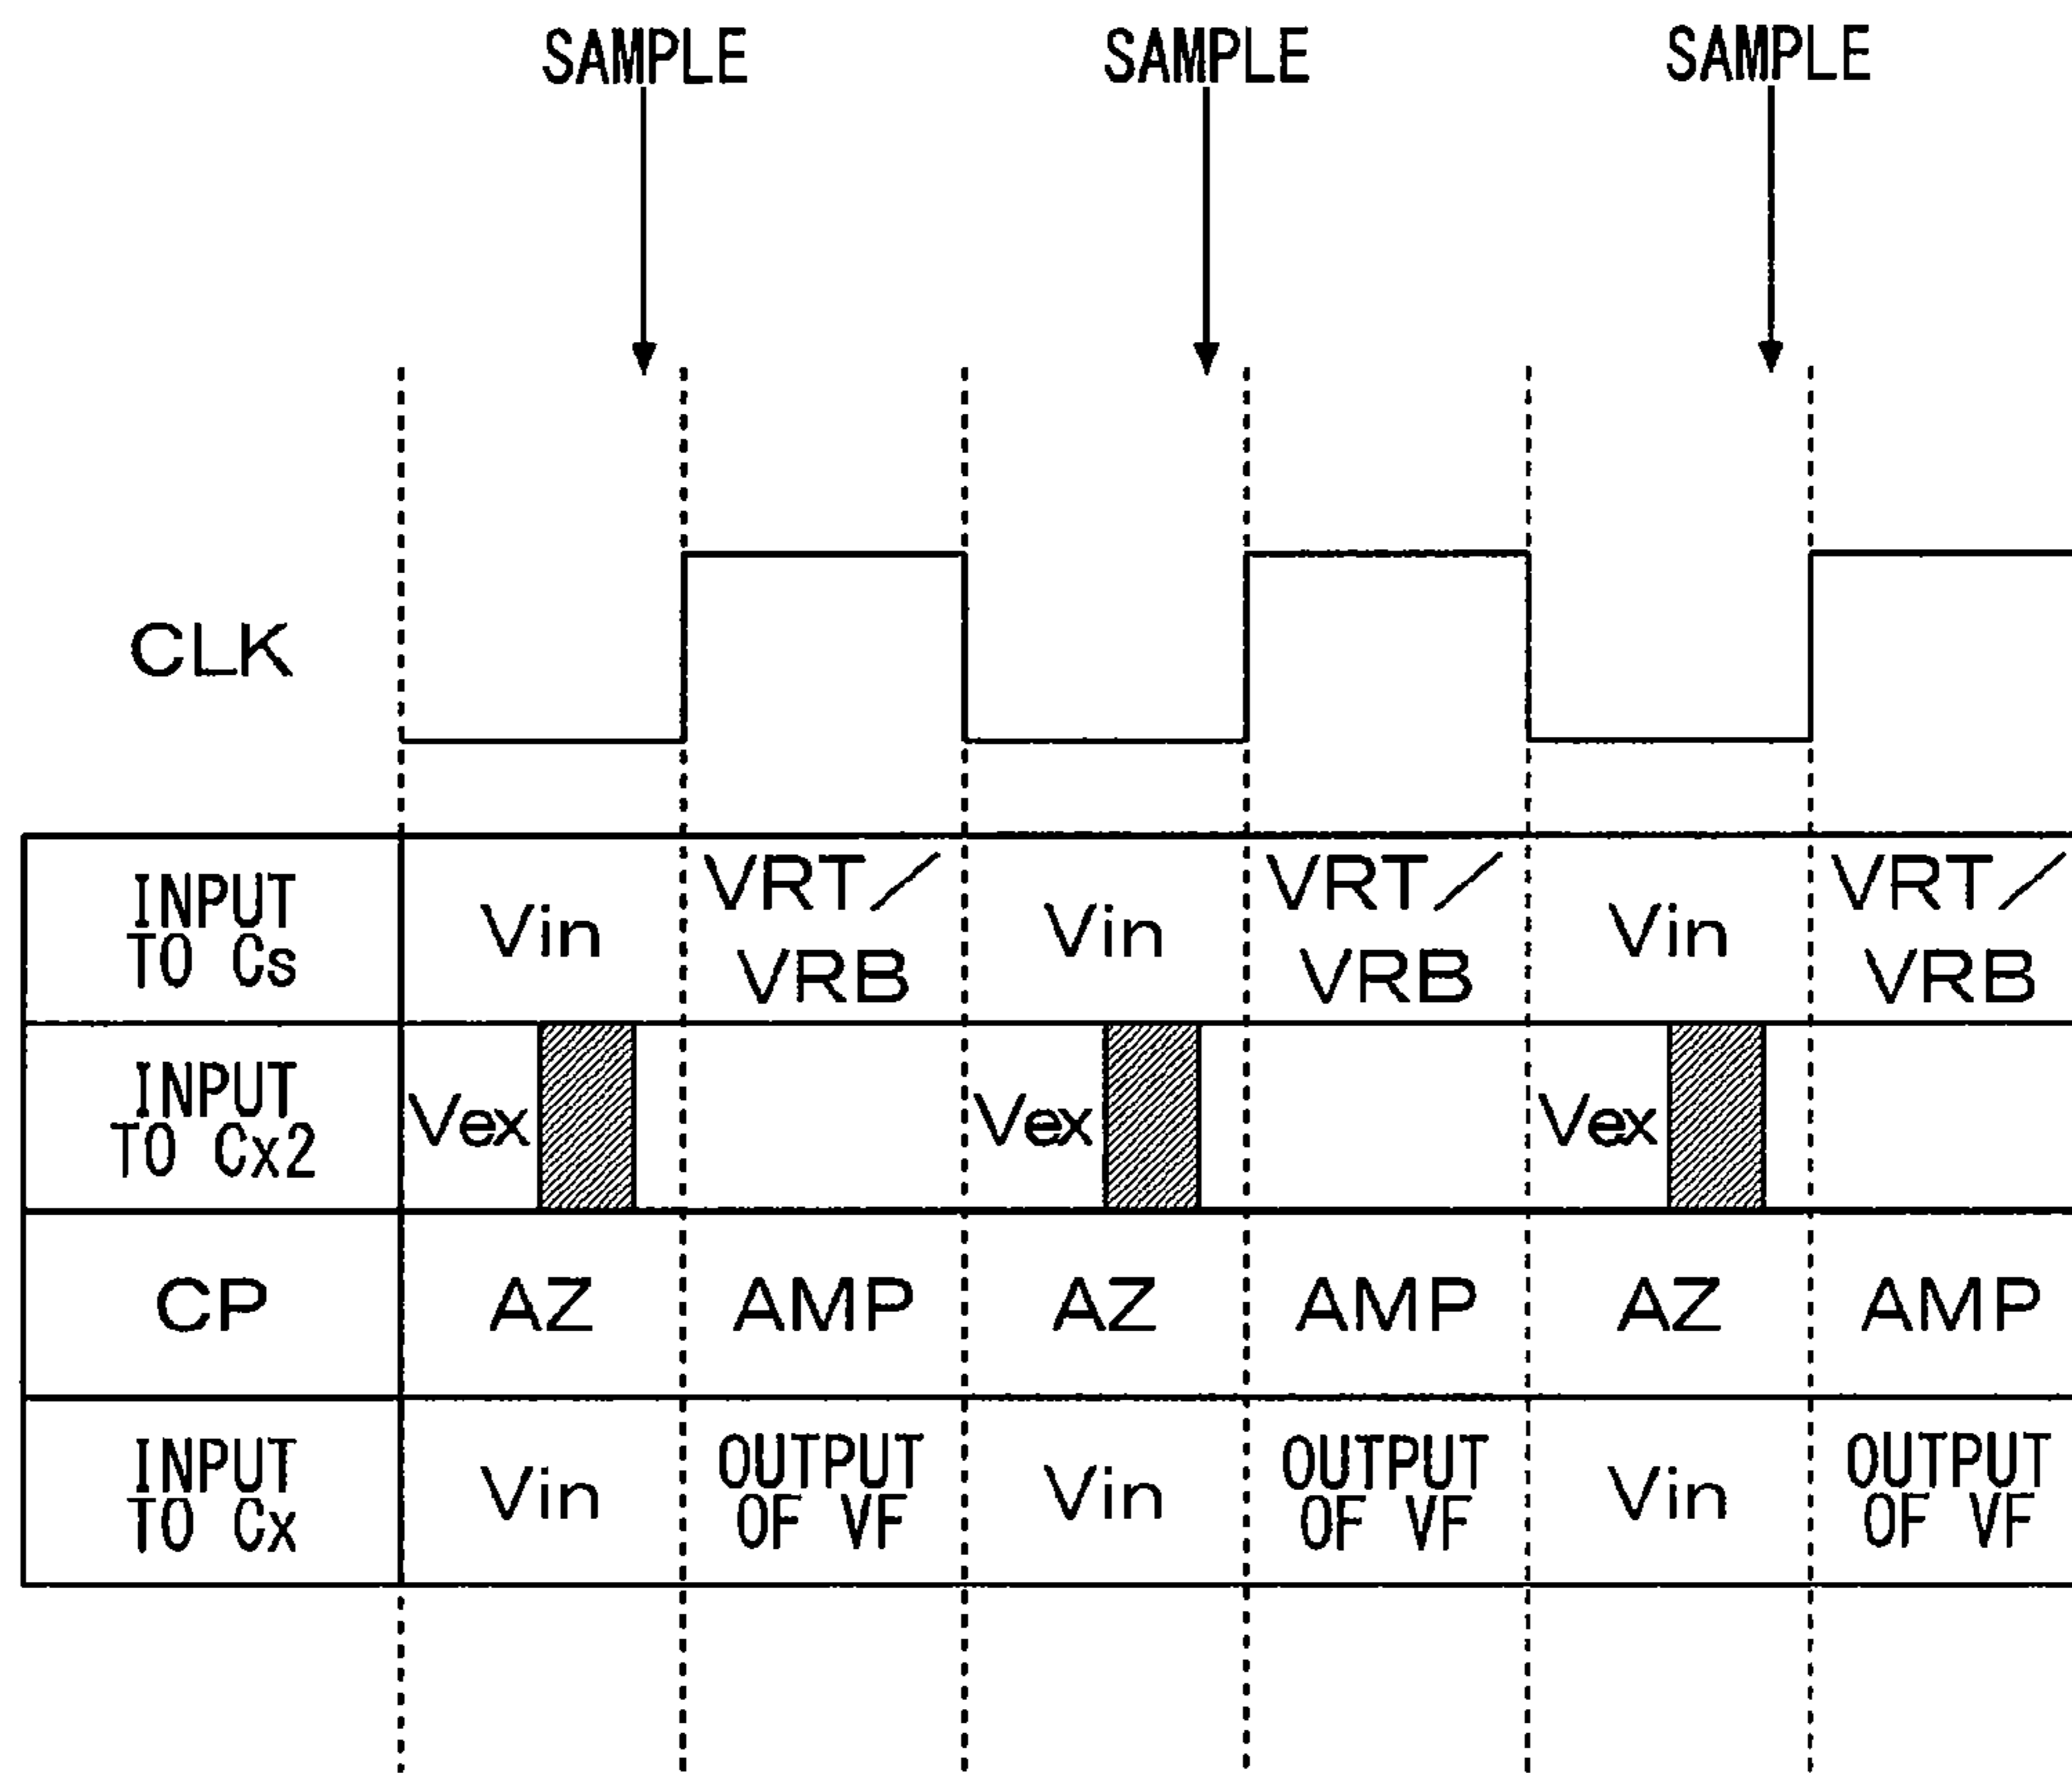 SAMPLE SAMPLE SAMPLE
CLK
INPUT
TO Cs
Vin
VRT/
VRB
Vin
VRT/
VRB
Vin
VRT/
VRB
INPUT
TO Cx2
Vex
Vex
Vex
CP
AZ
AMP
AZ
AMP
AZ
AMP
INPUT
TO Cx
Vin
OUTPUT
OF VF
Vin
OUTPUT
OF VF
Vin
OUTPUT
OF VF